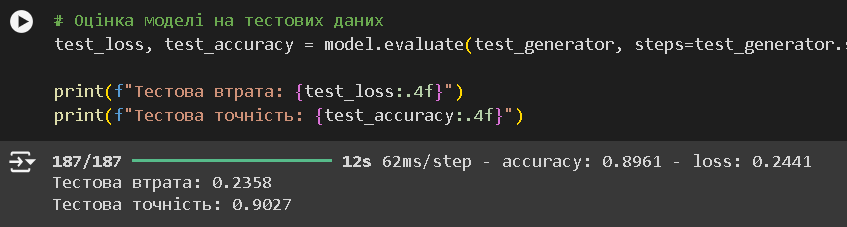 # Оцінка моделі на тестових даних
test_loss, test_accuracy = model.evaluate(test_generator, steps=test_generator.s
print(f"Тестова втрата: {test_loss:.4f}")
print(f"Тестова точність: {test_accuracy:.4f}")
187/187 12s 62ms/step - accuracy: 0.8961 - loss: 0.2441
Тестова втрата: 0.2358
Тестова точність: 0.9027